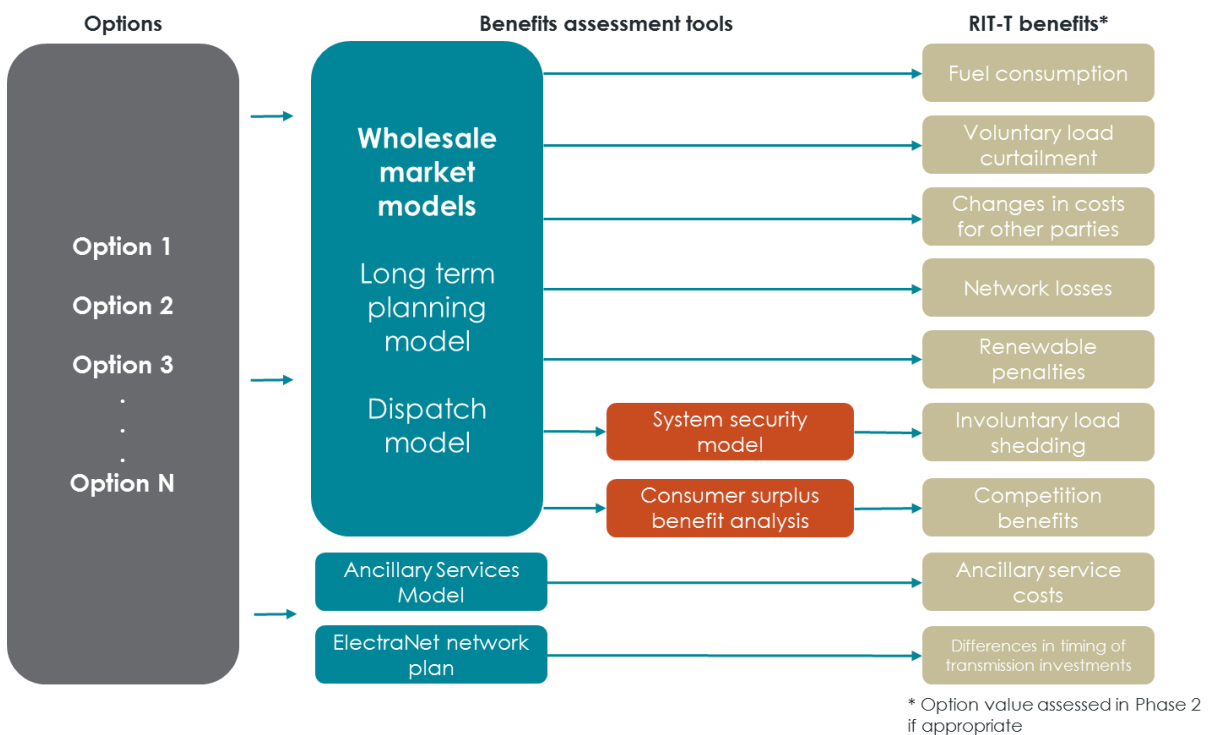 Options
Benefits assessment tools
RIT-T benefits*
Option 1
Option 2
Option 3
.
.
.
Option N
Wholesale
market
models
Long term
planning
model
Dispatch
model
System security
model
Consumer surplus
benefit analysis
Ancillary Services
Model
ElectraNet network
plan
Fuel consumption
Voluntary load
curtailment
Changes in costs
for other parties
Network losses
Renewable
penalties
Involuntary load
shedding
Competition
benefits
Ancillary service
costs
Differences in timing of
transmission investments
* Option value assessed in Phase 2
if appropriate